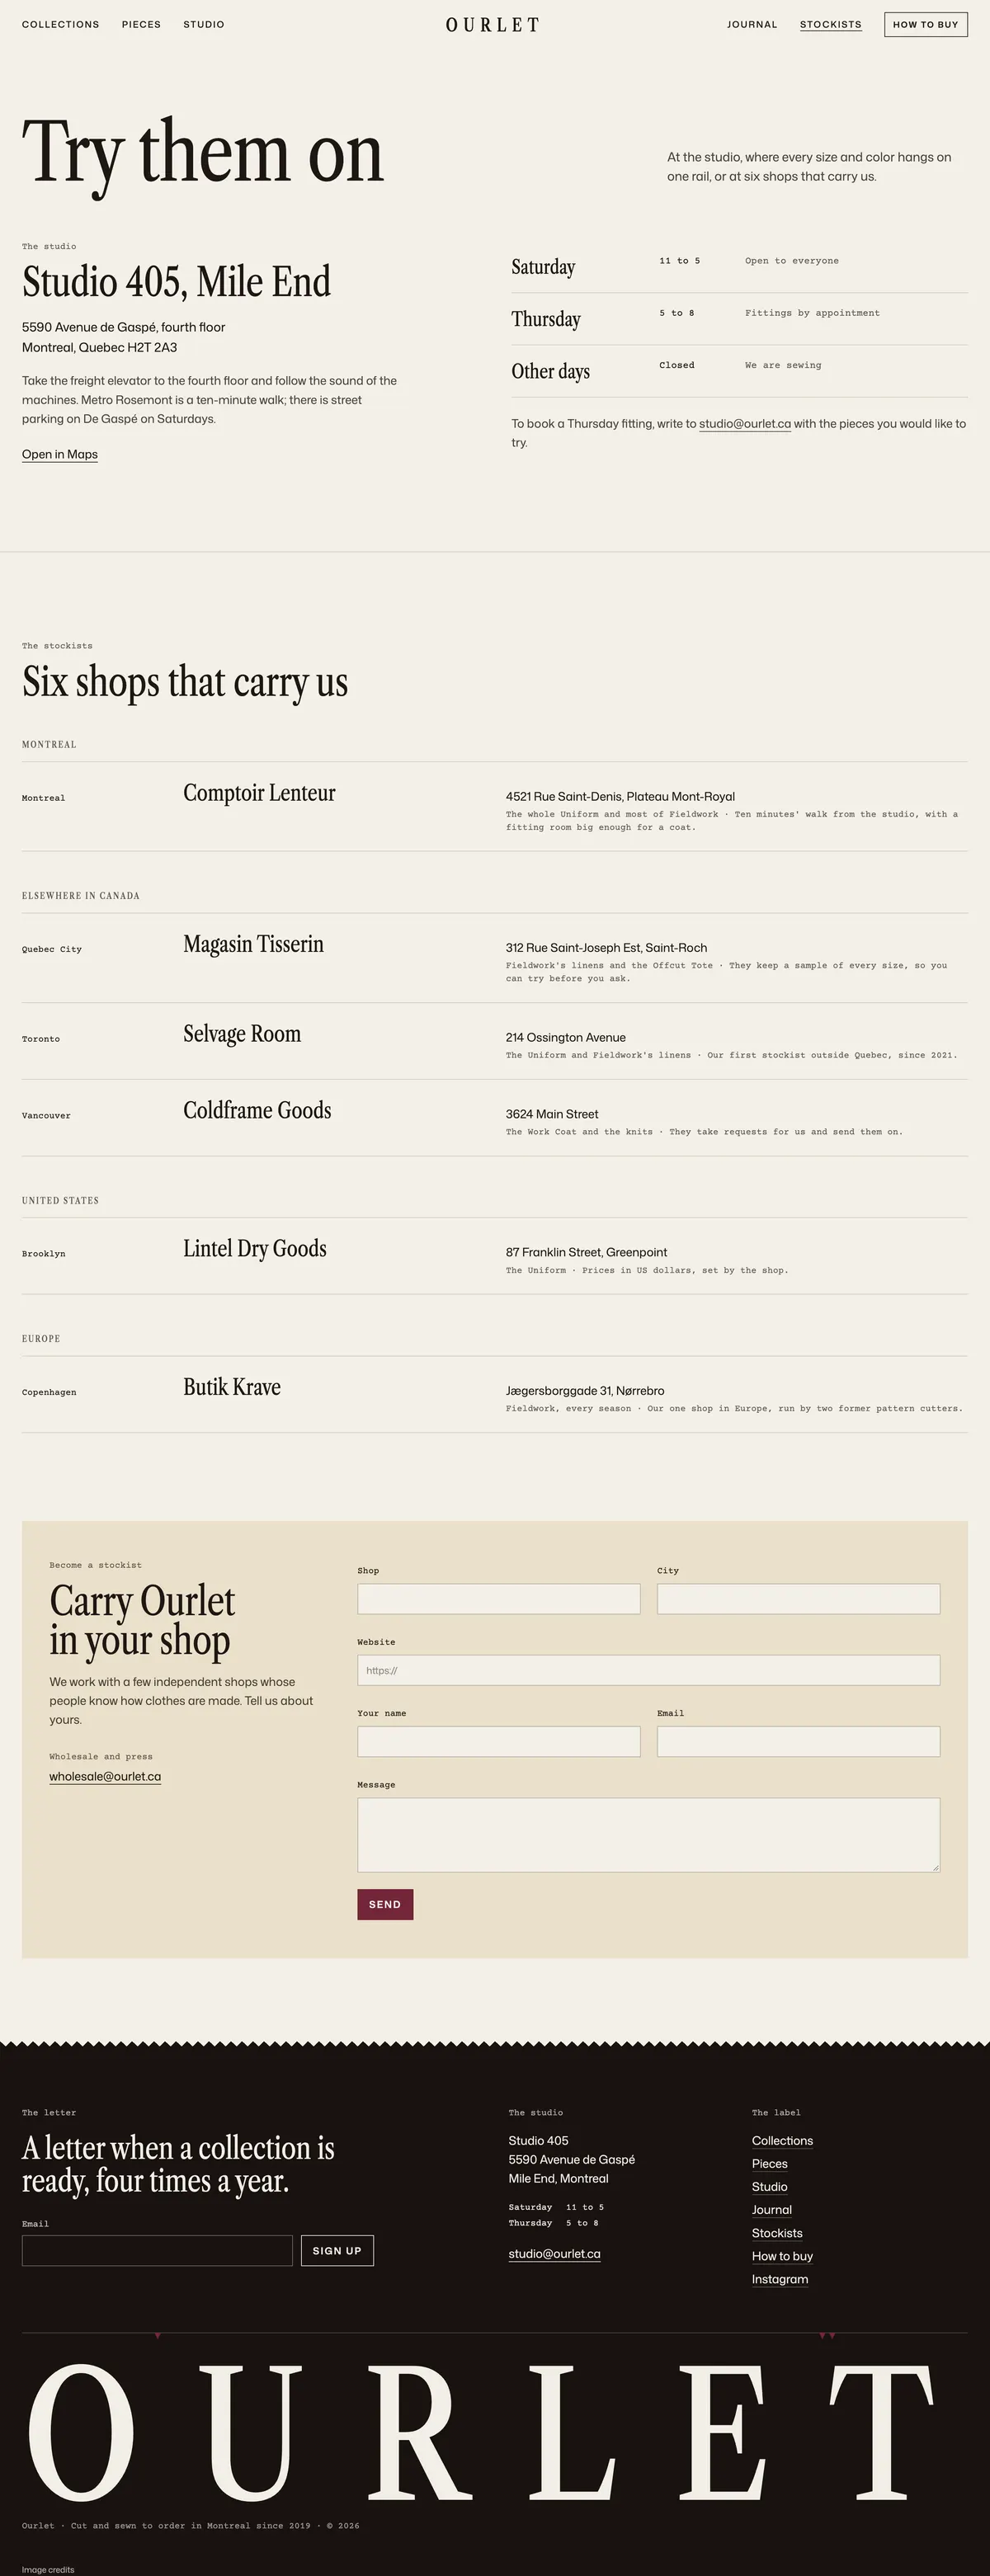 COLLECTIONS PIECES STUDIO OURLET JOURNAL STOCKISTS HOW TO BUY
Try them on
At the studio, where every size and color hangs on
one rail, or at six shops that carry us.
The studio
Studio 405, Mile End
5590 Avenue de Gaspé, fourth floor
Montreal, Quebec H2T 2A3
Take the freight elevator to the fourth floor and follow the sound of the
machines. Metro Rosemont is a ten-minute walk; there is street
parking on De Gaspé on Saturdays.
Open in Maps
Saturday 11 to 5 Open to everyone
Thursday 5 to 8 Fittings by appointment
Other days Closed We are sewing
To book a Thursday fitting, write to studio@ourlet.ca with the pieces you would like to
try.
The stockists
Six shops that carry us
MONTREAL
Montreal Comptoir Lenteur 4521 Rue Saint-Denis, Plateau Mont-Royal
The whole Uniform and most of Fieldwork · Ten minutes' walk from the studio, with a
fitting room big enough for a coat.
ELSEWHERE IN CANADA
Quebec City Magasin Tisserin 312 Rue Saint-Joseph Est, Saint-Roch
Fieldwork's linens and the Offcut Tote · They keep a sample of every size, so you
can try before you ask.
Toronto Selvage Room 214 Ossington Avenue
The Uniform and Fieldwork's linens · Our first stockist outside Quebec, since 2021.
Vancouver Coldframe Goods 3624 Main Street
The Work Coat and the knits · They take requests for us and send them on.
UNITED STATES
Brooklyn Lintel Dry Goods 87 Franklin Street, Greenpoint
The Uniform · Prices in US dollars, set by the shop.
EUROPE
Copenhagen Butik Krave Jægersborggade 31, Nørrebro
Fieldwork, every season · Our one shop in Europe, run by two former pattern cutters.
Become a stockist
Carry Ourlet
in your shop
We work with a few independent shops whose
people know how clothes are made. Tell us about
yours.
Wholesale and press
wholesale@ourlet.ca
Shop City
Website
https://
Your name Email
Message
SEND
The letter
A letter when a collection is
ready, four times a year.
Email
SIGN UP
The studio
Studio 405
5590 Avenue de Gaspé
Mile End, Montreal
Saturday 11 to 5
Thursday 5 to 8
studio@ourlet.ca
The label
Collections
Pieces
Studio
Journal
Stockists
How to buy
Instagram
OURLET
Ourlet · Cut and sewn to order in Montreal since 2019 · © 2026
Image credits